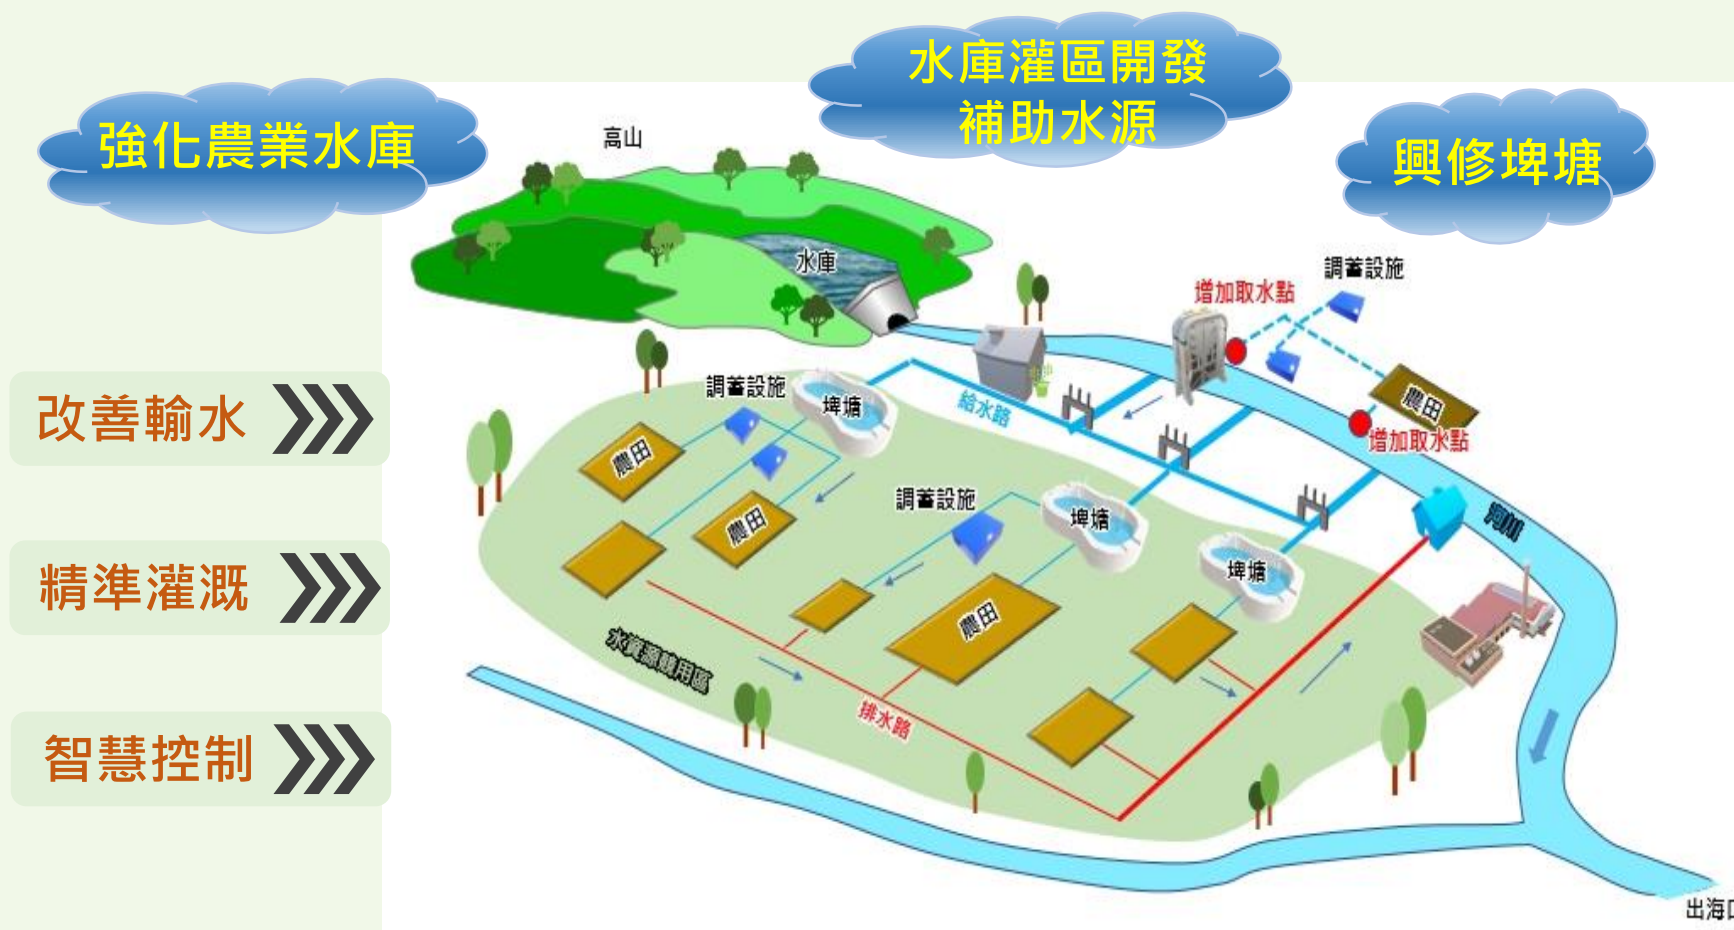 水庫灌區開發
補助水源
強化農業水庫
興修埤塘
高山
水庫
調蓄設施
增加取水點
農田
增加取水點
調蓄設施
埤塘
給水路
農田
農田
調蓄設施
埤塘
河川
埤塘
農田
水資源競用區
排水路
出海口
改善輸水
精準灌溉
智慧控制